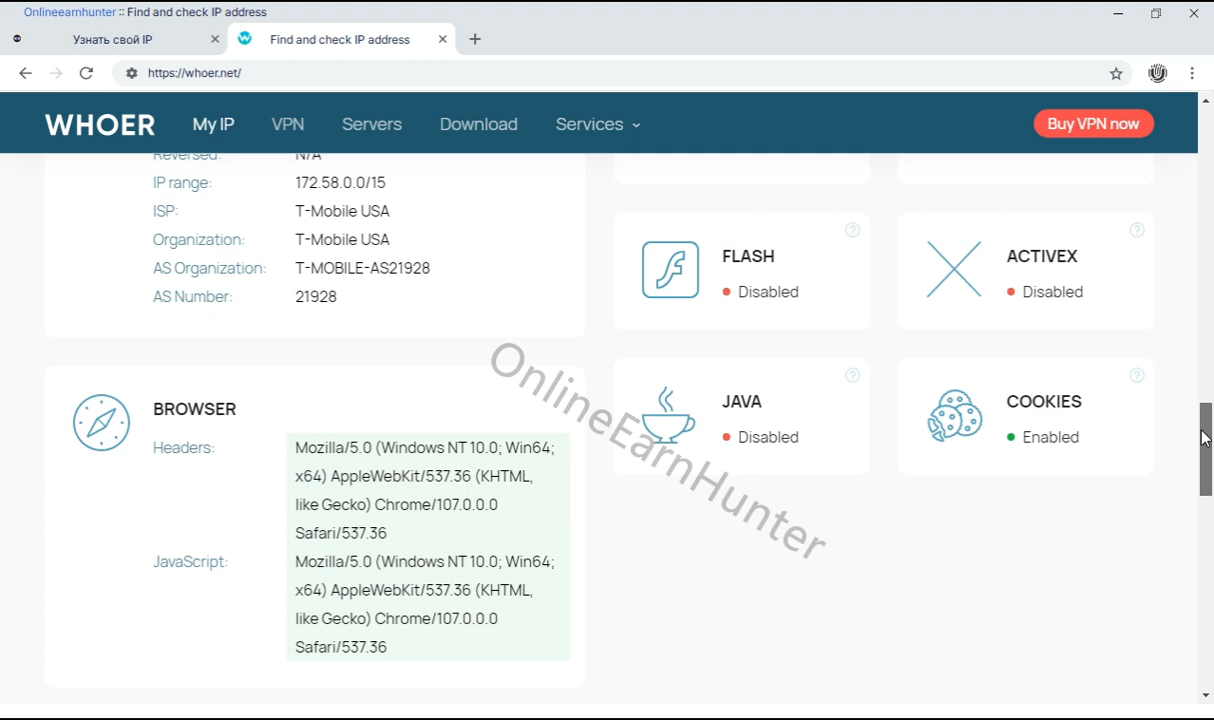 Onlineearnhunter :: Find and check IP address
Узнать свой IP
Find and check IP address
https://whoer.net/
WHOER My IP VPN Servers Download Services Buy VPN now
Reversed: N/A
IP range: 172.58.0.0/15
ISP: T-Mobile USA
Organization: T-Mobile USA
AS Organization: T-MOBILE-AS21928
AS Number: 21928
FLASH
Disabled
ACTIVEX
Disabled
JAVA
Disabled
COOKIES
Enabled
BROWSER
Headers: Mozilla/5.0 (Windows NT 10.0; Win64;
x64) AppleWebKit/537.36 (KHTML,
like Gecko) Chrome/107.0.0.0
Safari/537.36
JavaScript: Mozilla/5.0 (Windows NT 10.0; Win64;
x64) AppleWebKit/537.36 (KHTML,
like Gecko) Chrome/107.0.0.0
Safari/537.36
OnlineEarnHunter